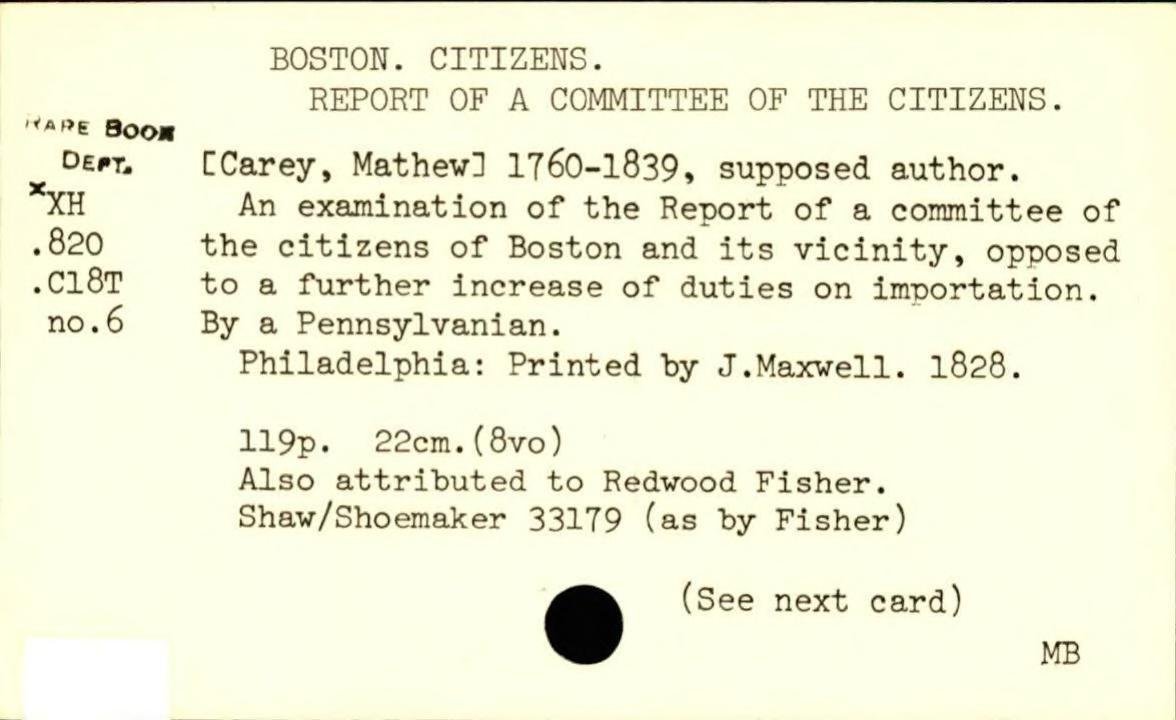 BOSTON. CITIZENS.
REPORT OF A COMMITTEE OF THE CITIZENS.
RARE BOOK
DEPT.
[Carey, Mathew] 1760-1839, supposed author.
xXH
An examination of the Report of a committee of
.820
the citizens of Boston and its vicinity, opposed
.C18T
to a further increase of duties on importation.
no.6
By a Pennsylvanian.
Philadelphia: Printed by J.Maxwell. 1828.
119p. 22cm.(8vo)
Also attributed to Redwood Fisher.
Shaw/Shoemaker 33179 (as by Fisher)
(See next card)
MB